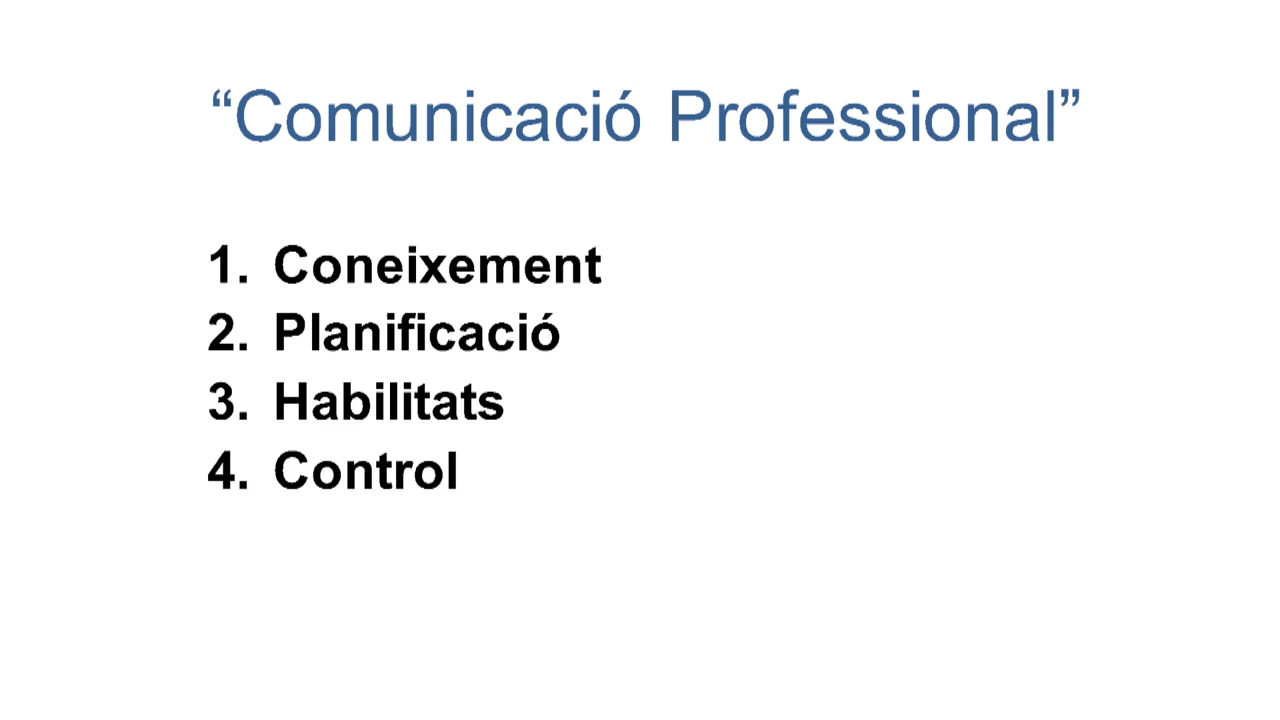 “Comunicació Professional”
1. Coneixement
2. Planificació
3. Habilitats
4. Control